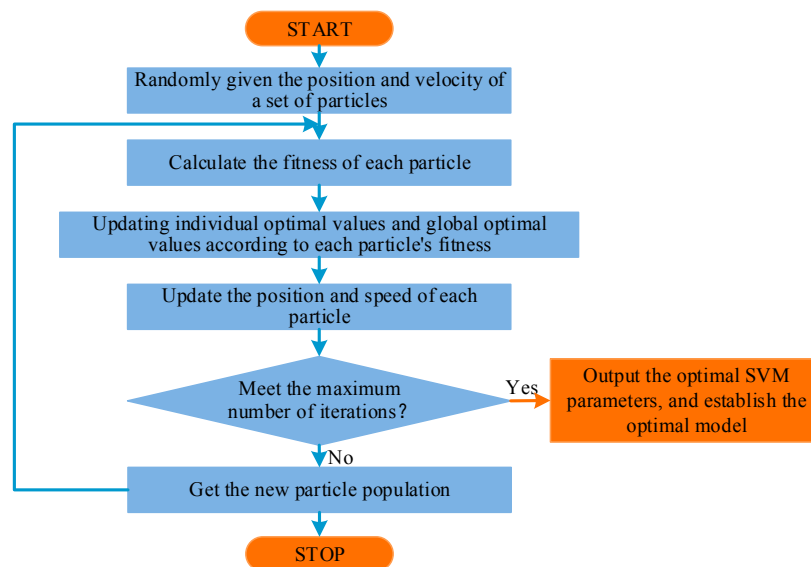 START
Randomly given the position and velocity of
a set of particles
Calculate the fitness of each particle
Updating individual optimal values and global optimal
values according to each particle's fitness
Update the position and speed of each
particle
Meet the maximum
number of iterations?
Yes
Output the optimal SVM
parameters, and establish the
optimal model
No
Get the new particle population
STOP